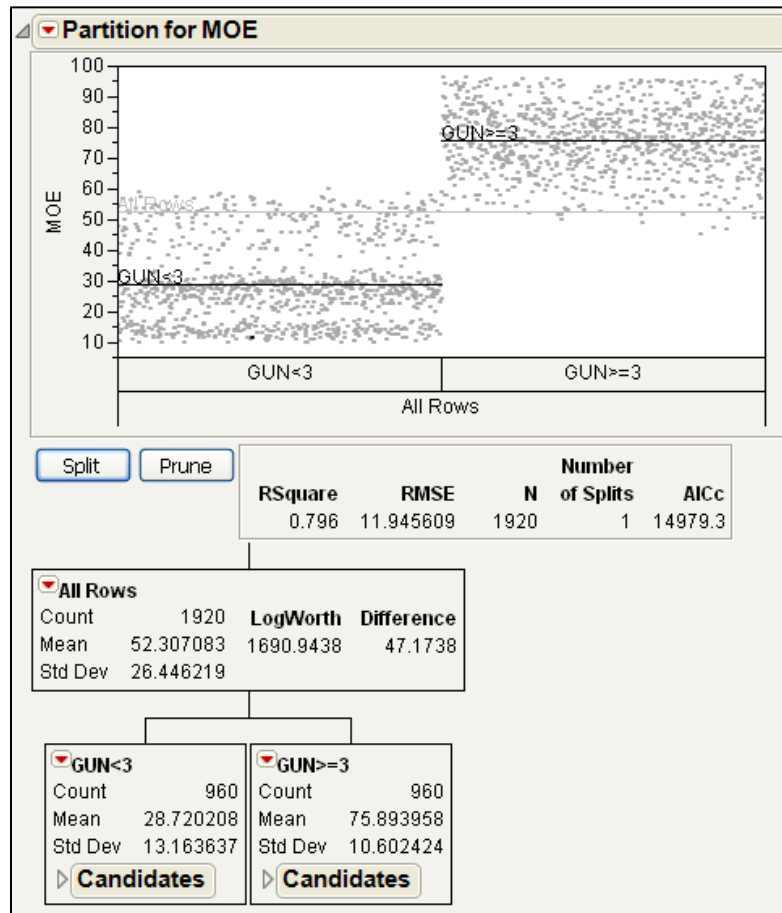 Partition for MOE
100
90
80
70
60
50
40
30
20
10
MOE
GUN>=3
All Rows
GUN<3
GUN<3 GUN>=3
All Rows
Split Prune
RSquare RMSE N Number of Splits AICc
0.796 11.945609 1920 1 14979.3
All Rows
Count 1920 LogWorth Difference
Mean 52.307083 1690.9438 47.1738
Std Dev 26.446219
GUN<3
Count 960
Mean 28.720208
Std Dev 13.163637
Candidates
GUN>=3
Count 960
Mean 75.893958
Std Dev 10.602424
Candidates